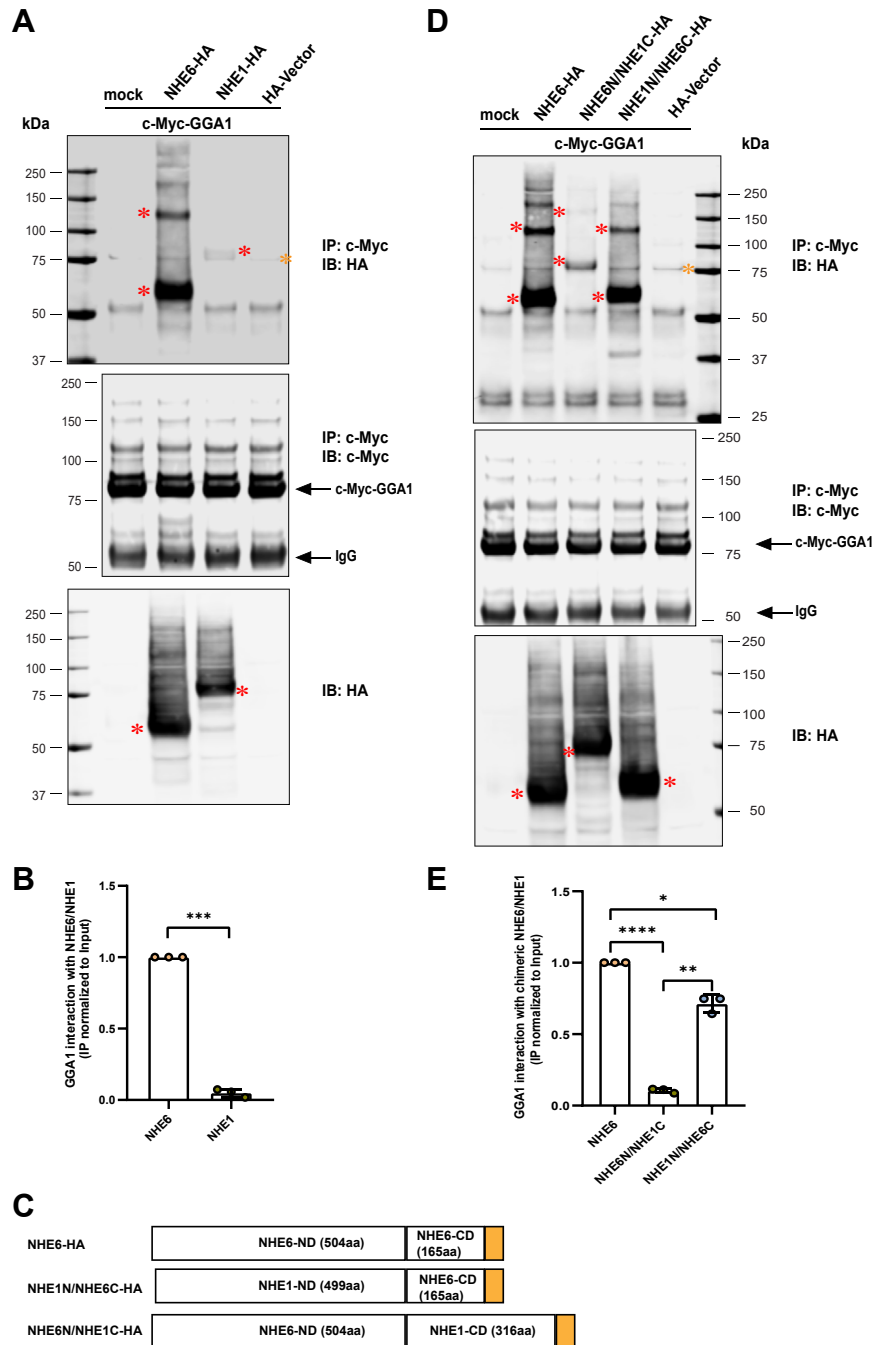 A
mock
NHE6-HA
NHE1-HA
HA-Vector
kDa
c-Myc-GGA1
250
150
100
75
50
37
*
*
*
*
IP: c-Myc
IB: HA
250
150
100
75
50
IP: c-Myc
IB: c-Myc
c-Myc-GGA1
IgG
250
150
100
75
50
37
*
*
IB: HA
D
mock
NHE6-HA
NHE6N/NHE1C-HA
NHE1N/NHE6C-HA
HA-Vector
c-Myc-GGA1
kDa
*
*
*
*
*
*
*
250
150
100
75
50
37
25
IP: c-Myc
IB: HA
250
150
100
75
50
IP: c-Myc
IB: c-Myc
c-Myc-GGA1
IgG
*
*
*
250
150
100
75
50
IB: HA
B
GGA1 interaction with NHE6/NHE1
(IP normalized to Input)
1.5
1.0
0.5
0.0
***
NHE6
NHE1
E
GGA1 interaction with chimeric NHE6/NHE1
(IP normalized to Input)
1.5
1.0
0.5
0.0
*
****
**
NHE6
NHE6N/NHE1C
NHE1N/NHE6C
C
NHE6-HA
NHE6-ND (504aa)
NHE6-CD
(165aa)
NHE1N/NHE6C-HA
NHE1-ND (499aa)
NHE6-CD
(165aa)
NHE6N/NHE1C-HA
NHE6-ND (504aa)
NHE1-CD (316aa)